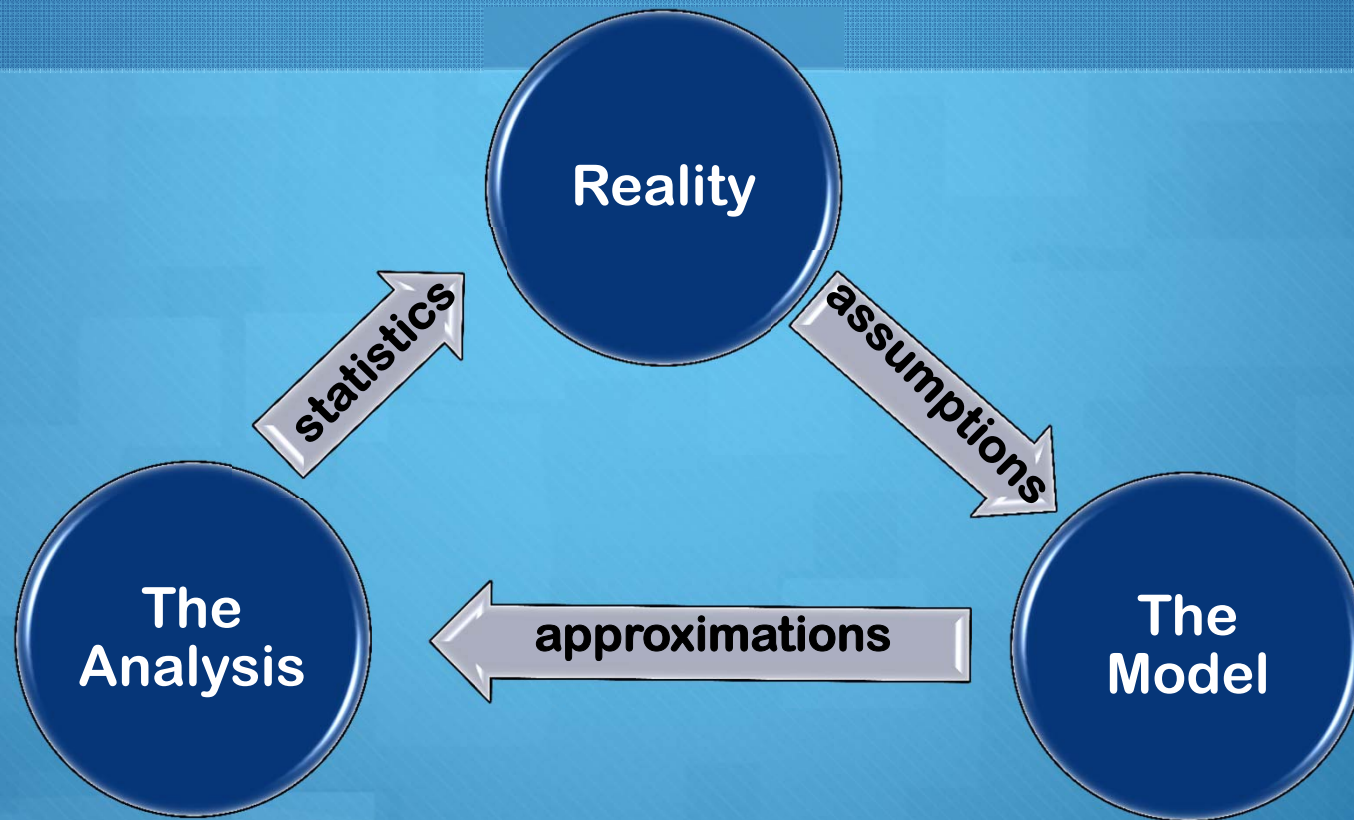 Reality
statistics
assumptions
The
Analysis
approximations
The
Model